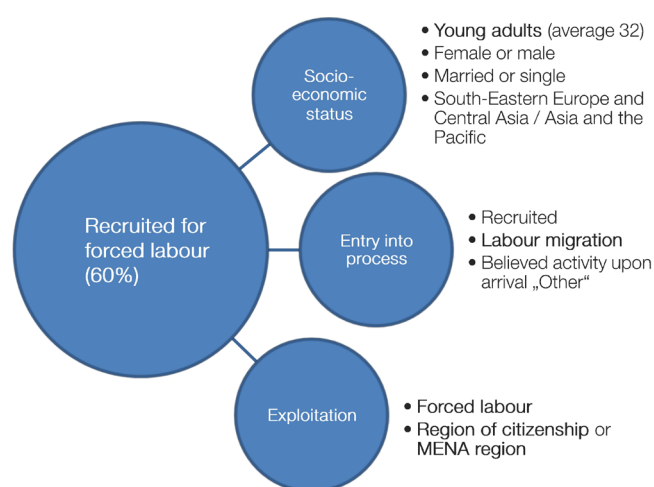 Recruited for
forced labour
(60%)
Socio-
economic
status
• Young adults (average 32)
• Female or male
• Married or single
• South-Eastern Europe and
Central Asia / Asia and the
Pacific
Entry into
process
• Recruited
• Labour migration
• Believed activity upon
arrival „Other“
Exploitation
• Forced labour
• Region of citizenship or
MENA region